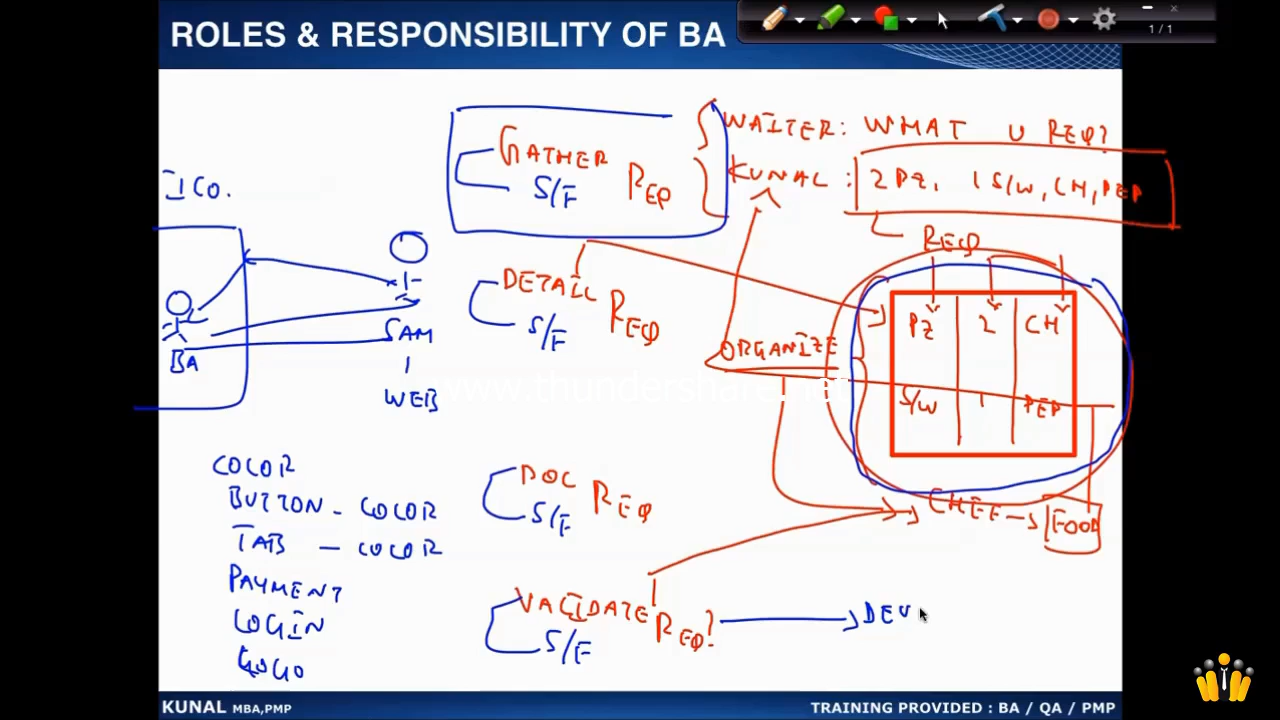 ROLES & RESPONSIBILITY OF BA
1 / 1
WAITER: WHAT U REQ?
GATHER REQ
S/F
KUNAL : 2 PZ, 1 S/W, CH, PEP
ICO.
REQ
DETAIL REQ
S/F
PZ 2 CH
SAM
BA
ORGANIZE
WEB
S/W 1 PEP
COLOR
BUTTON - COLOR
TAB - COLOR
PAYMENT
LOGIN
LOGO
DOC REQ
S/F
CHEF
FOOD
VALIDATE REQ?
S/F
DEV
KUNAL MBA,PMP
TRAINING PROVIDED : BA / QA / PMP